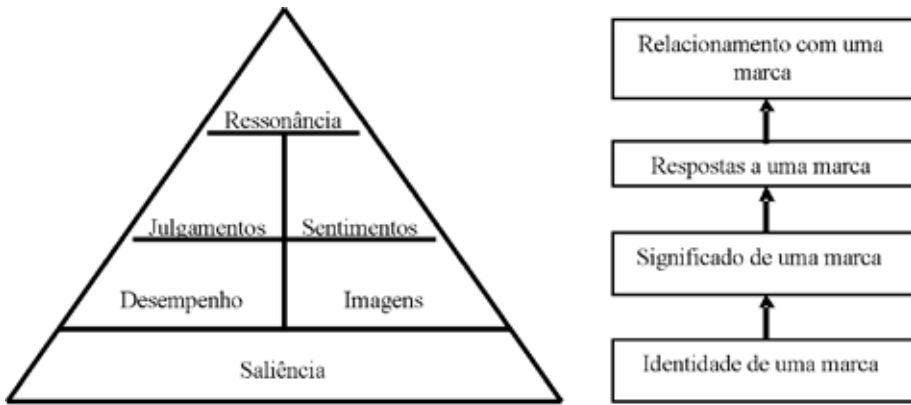 Ressonância
Julgamentos
Sentimentos
Desempenho
Imagens
Saliência
Relacionamento com uma
marca
Respostas a uma marca
Significado de uma marca
Identidade de uma marca